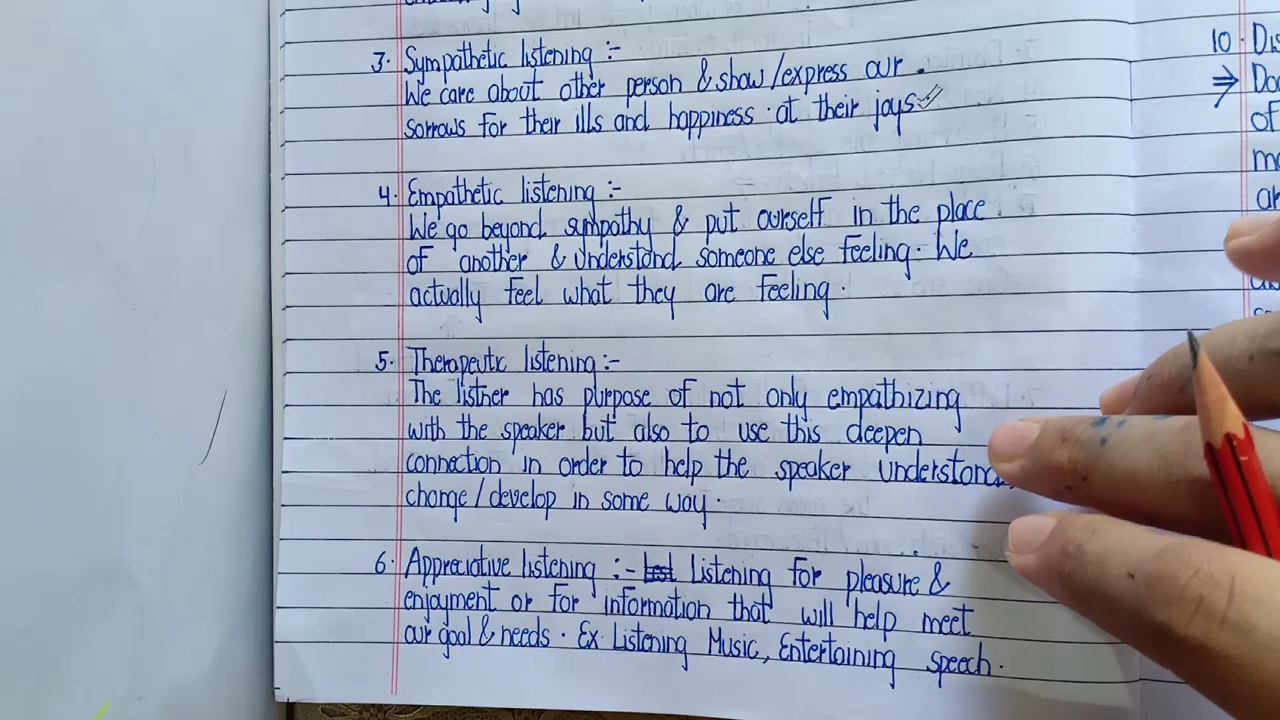 3. Sympathetic listening :-
We care about other person & show/express our .
sorrows for their ills and happiness at their joys
4. Empathetic listening :-
We go beyond sympathy & put ourself in the place
of another & understand someone else feeling. We
actually feel what they are feeling.
5. Therapeutc listening :-
The listner has purpose of not only empathizing
with the speaker but also to use this deepen
connection in order to help the speaker understand,
change/develop in some way.
6. Appreciative listening :- Listening for pleasure &
enjoyment or for information that will help meet
our goal & needs. Ex Listening Music, Entertaining speech.
10. Dis
⇒
of